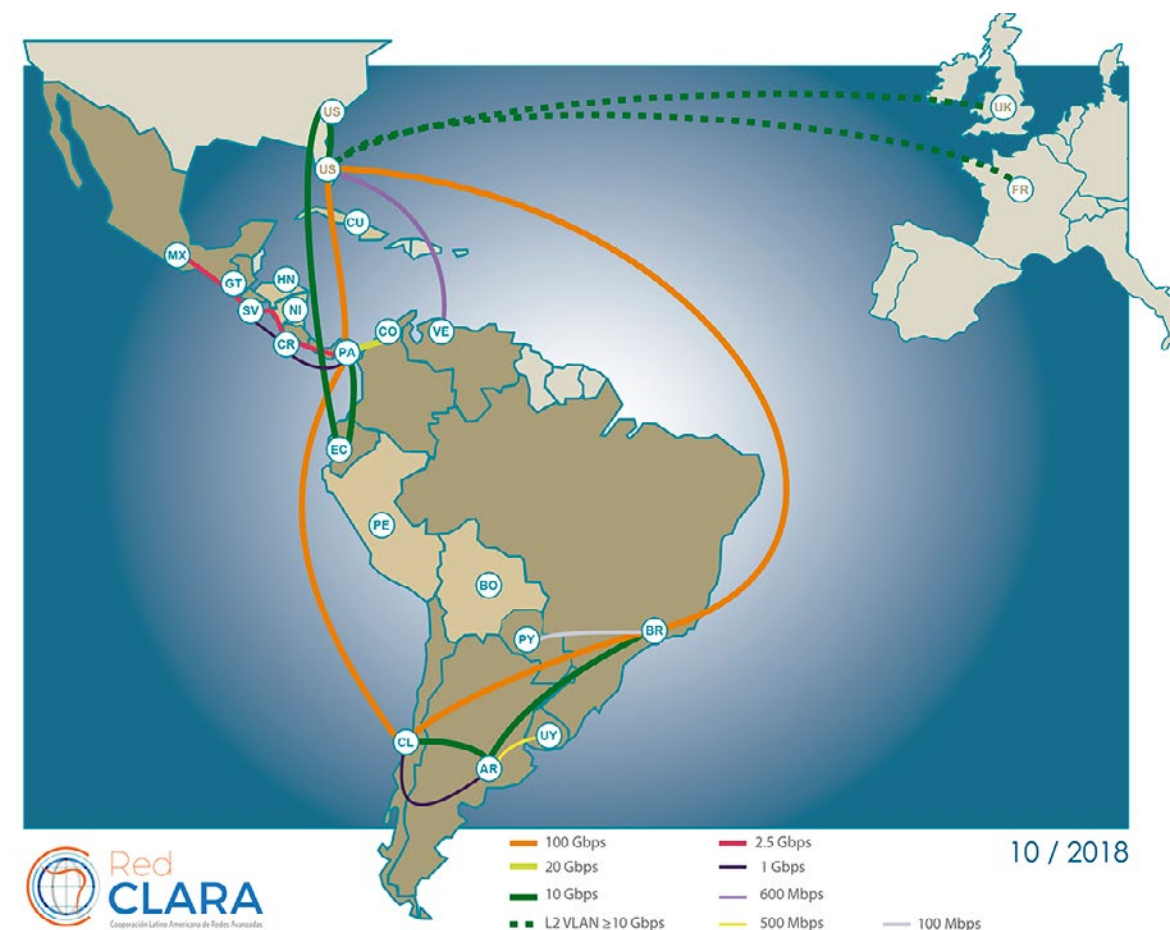 US
UK
US
FR
CU
MX
GT
HN
SV
NI
CR
PA
CO
VE
EC
PE
BO
PY
BR
CL
UY
AR
Red
CLARA
Cooperación Latino Americana de Redes Avanzadas
100 Gbps
20 Gbps
10 Gbps
L2 VLAN ≥10 Gbps
2.5 Gbps
1 Gbps
600 Mbps
500 Mbps
100 Mbps
10 / 2018